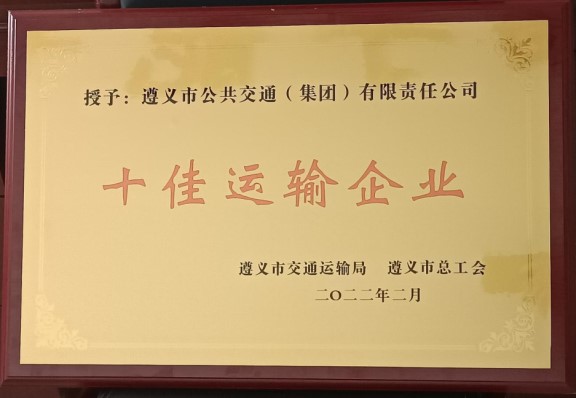 授予：遵义市公共交通（集团）有限责任公司
十佳运输企业
遵义市交通运输局 遵义市总工会
二〇二二年二月